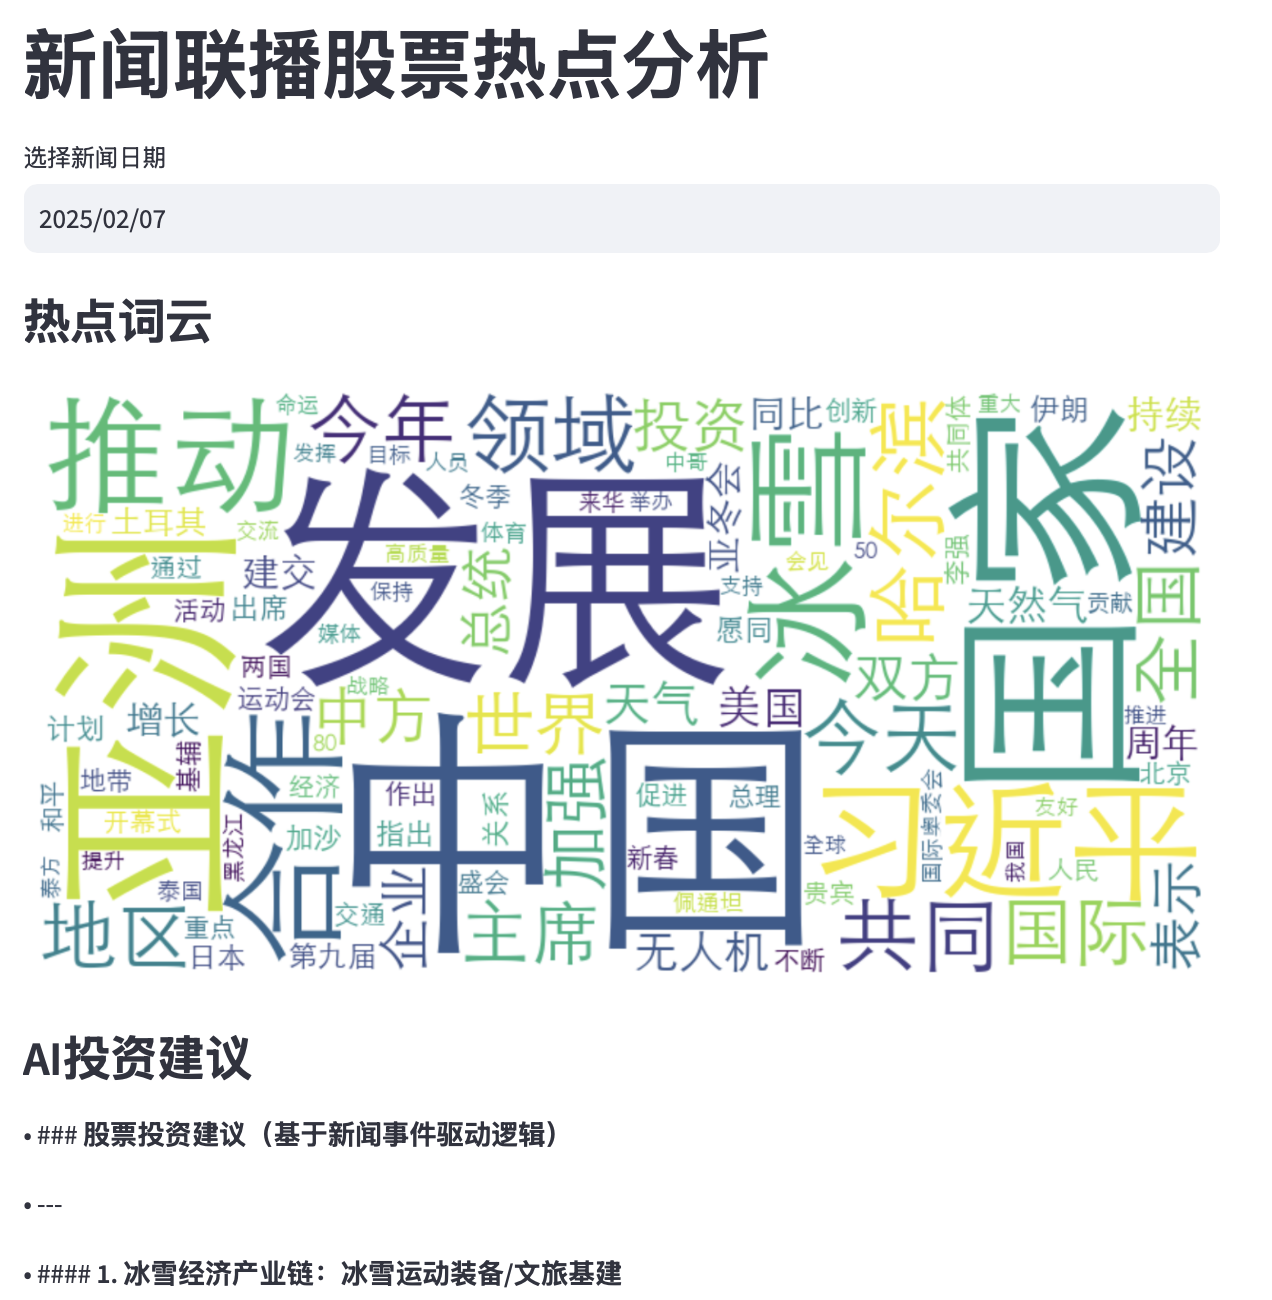 新闻联播股票热点分析
选择新闻日期
2025/02/07
热点词云
推动
命运
今年
领域
投资
同比
创新
哈尔滨
共同体
重大
伊朗
持续
发挥
目标
人员
中哥
冰雪
国家
建设
进行
土耳其
交流
发展
冬季
来华
举办
亚冬会
体育
亚洲
通过
建交
高质量
总统
会见
50
李强
活动
出席
保持
支持
天然气
贡献
全国
媒体
愿同
两国
运动会
战略
中方
世界
天气
美国
双方
今天
推进
周年
计划
增长
80
合作
中国
北京
和平
地带
基辅
经济
作出
关系
加强
促进
总理
习近平
国际奥委会
友好
开幕式
黑龙江
加沙
指出
新春
全球
我国
人民
泰方
提升
泰国
企业
盛会
佩通坦
贵宾
表示
地区
重点
日本
交通
第九届
主席
无人机
不断
共同
国际
AI投资建议
• ### 股票投资建议（基于新闻事件驱动逻辑）
• ---
• #### 1. 冰雪经济产业链：冰雪运动装备/文旅基建